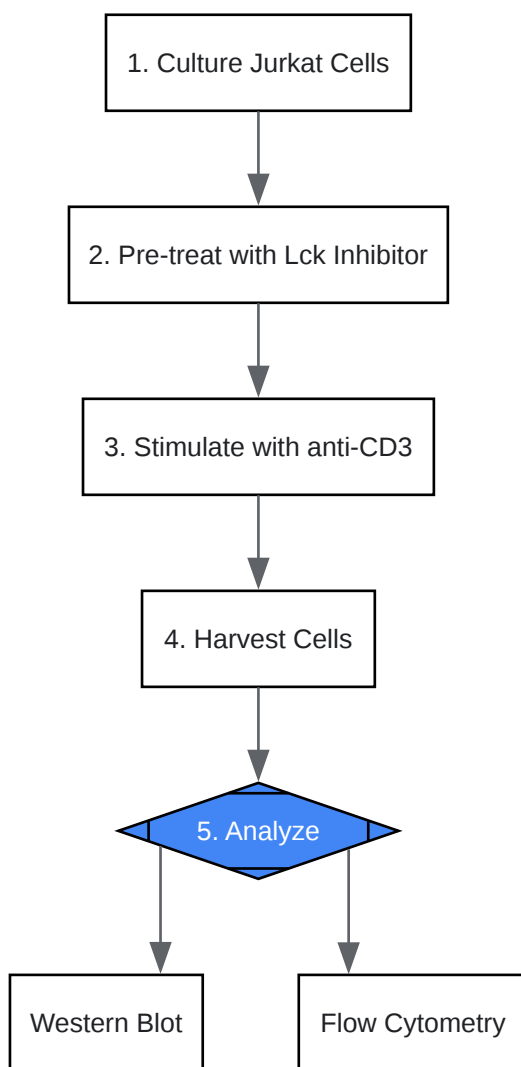 1. Culture Jurkat Cells
2. Pre-treat with Lck Inhibitor
3. Stimulate with anti-CD3
4. Harvest Cells
5. Analyze
Western Blot
Flow Cytometry